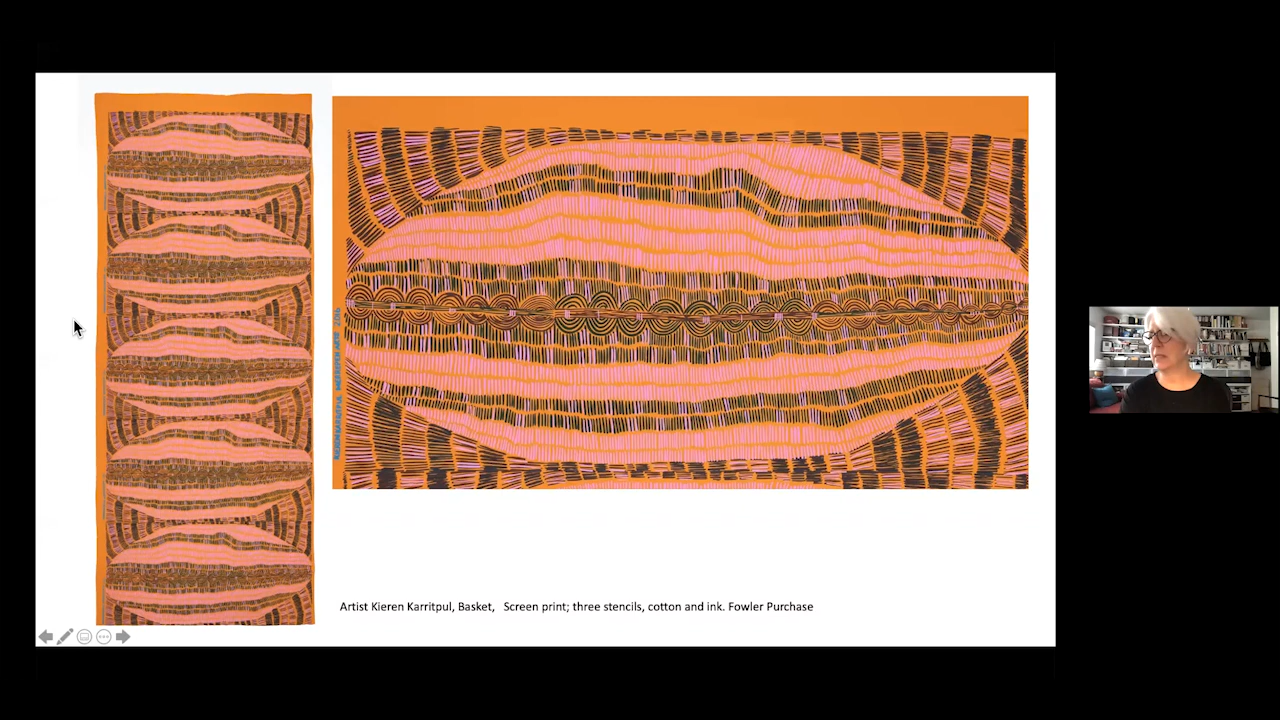 Artist Kieren Karritpul, Basket, Screen print; three stencils, cotton and ink. Fowler Purchase